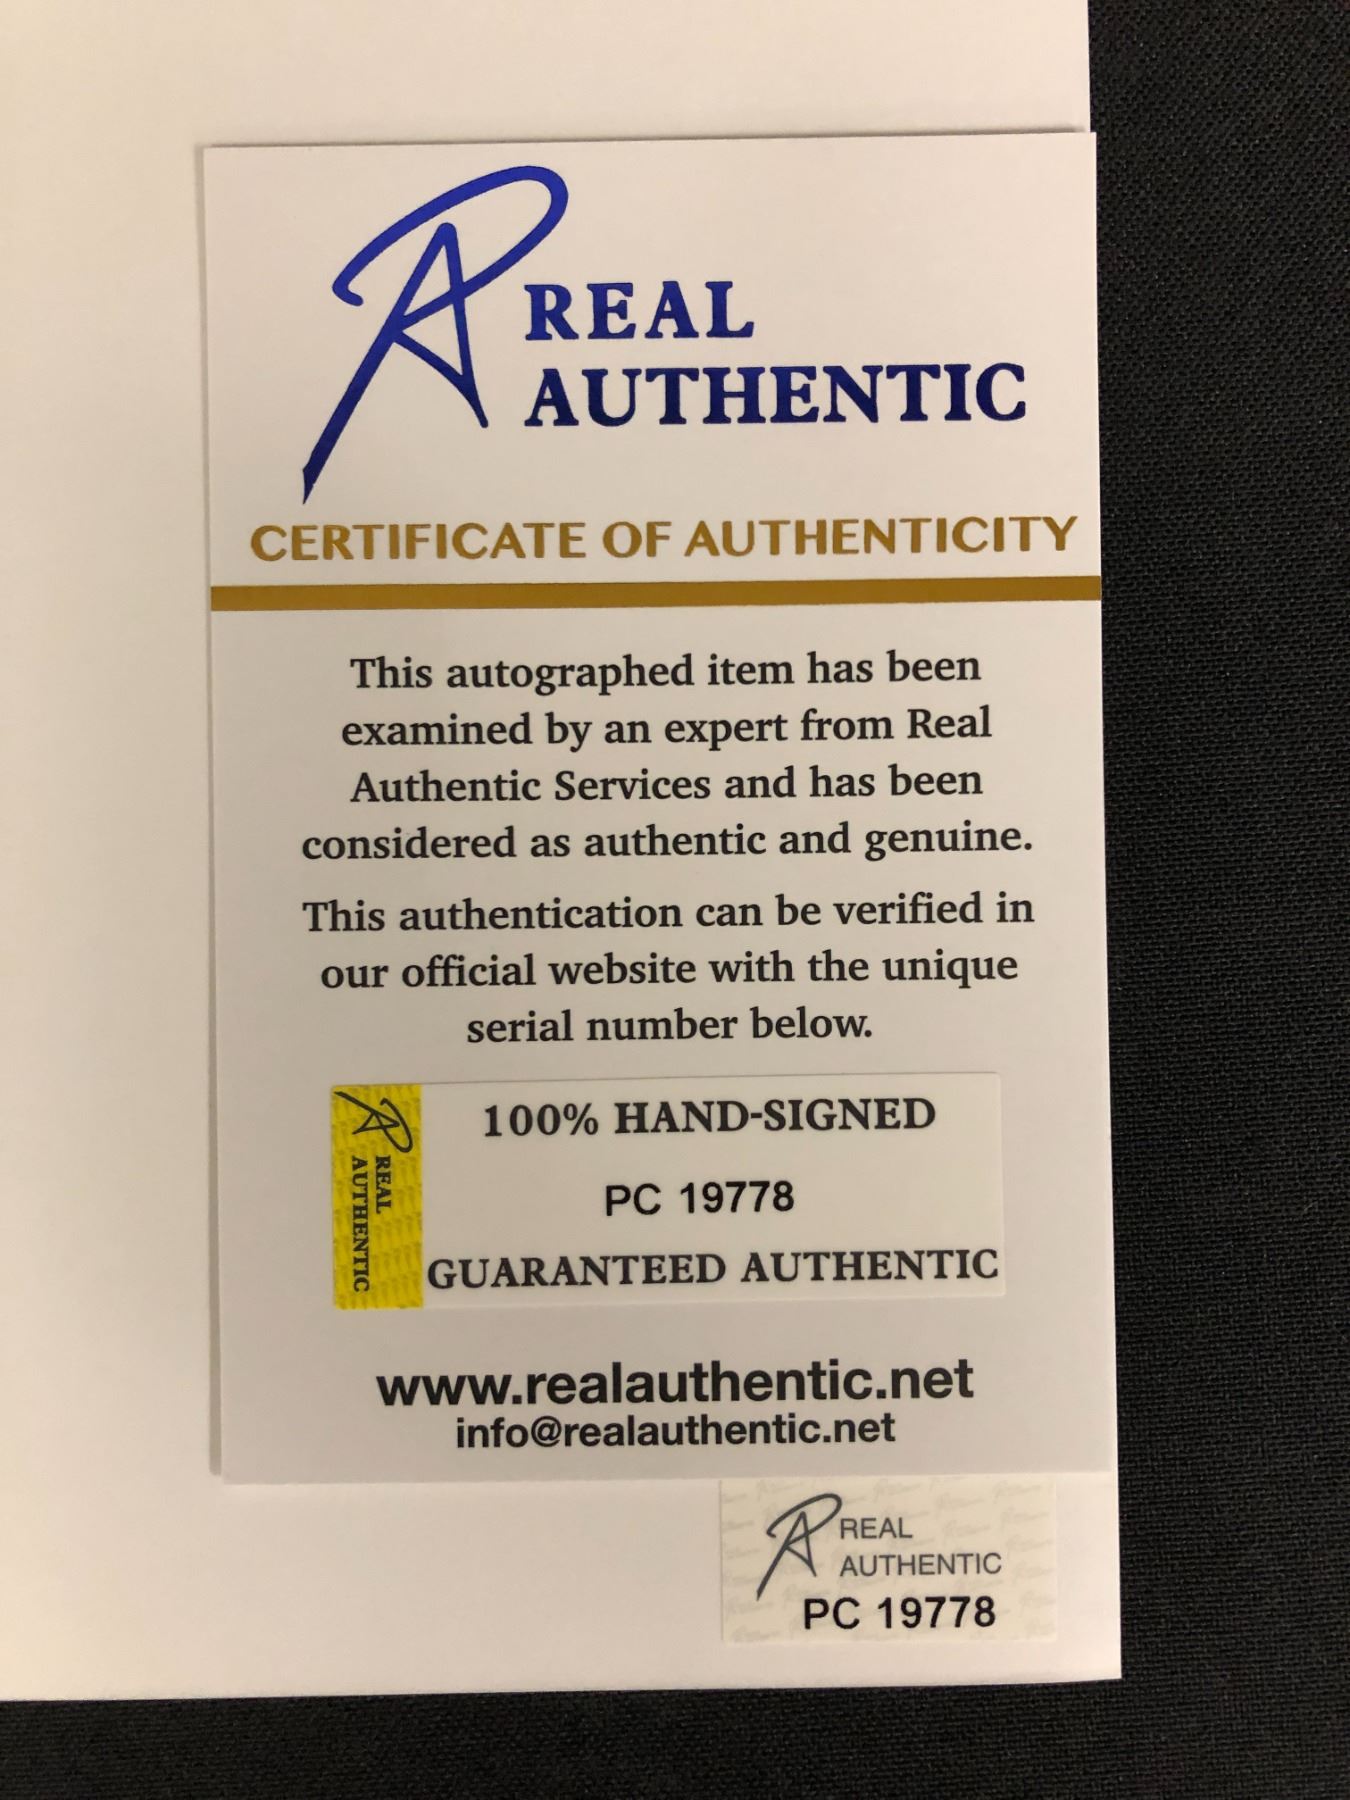 REAL
AUTHENTIC
CERTIFICATE OF AUTHENTICITY
This autographed item has been
examined by an expert from Real
Authentic Services and has been
considered as authentic and genuine.
This authentication can be verified in
our official website with the unique
serial number below.
REAL
AUTHENTIC
100% HAND-SIGNED
PC 19778
GUARANTEED AUTHENTIC
www.realauthentic.net
info@realauthentic.net
REAL
AUTHENTIC
PC 19778